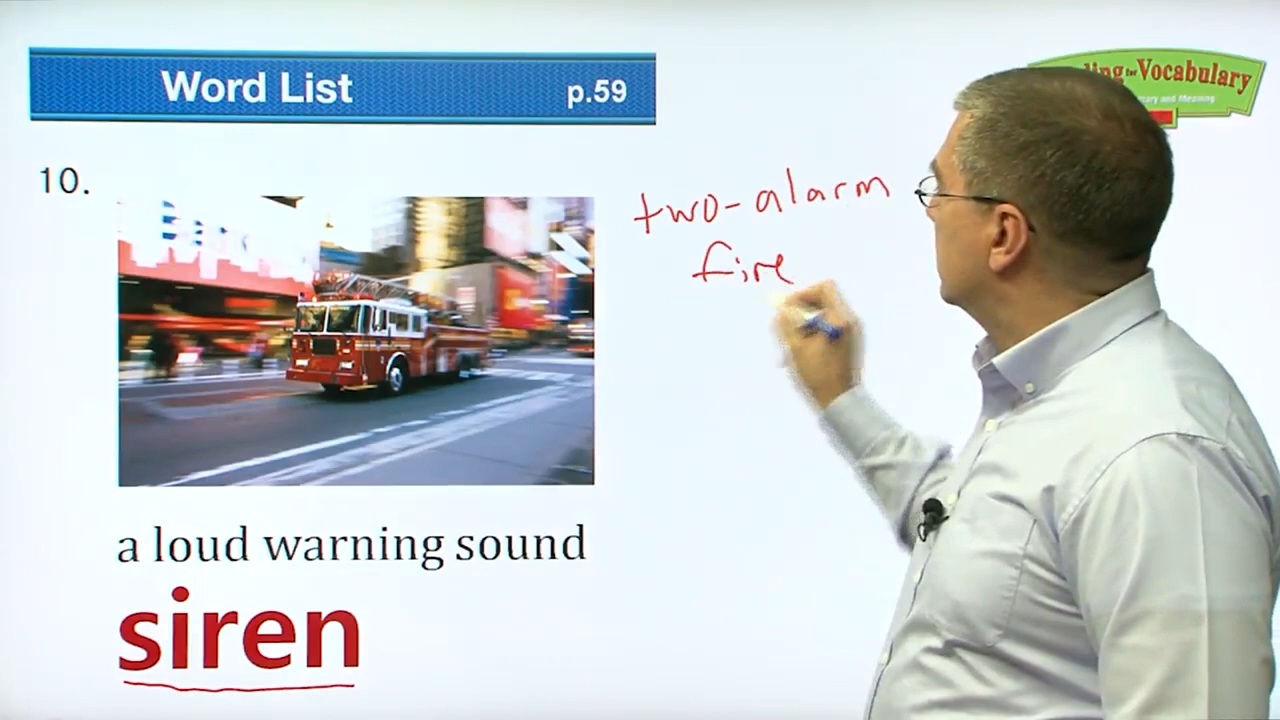 Word List p.59
Vocabulary
10.
two-alarm
fire
a loud warning sound
siren